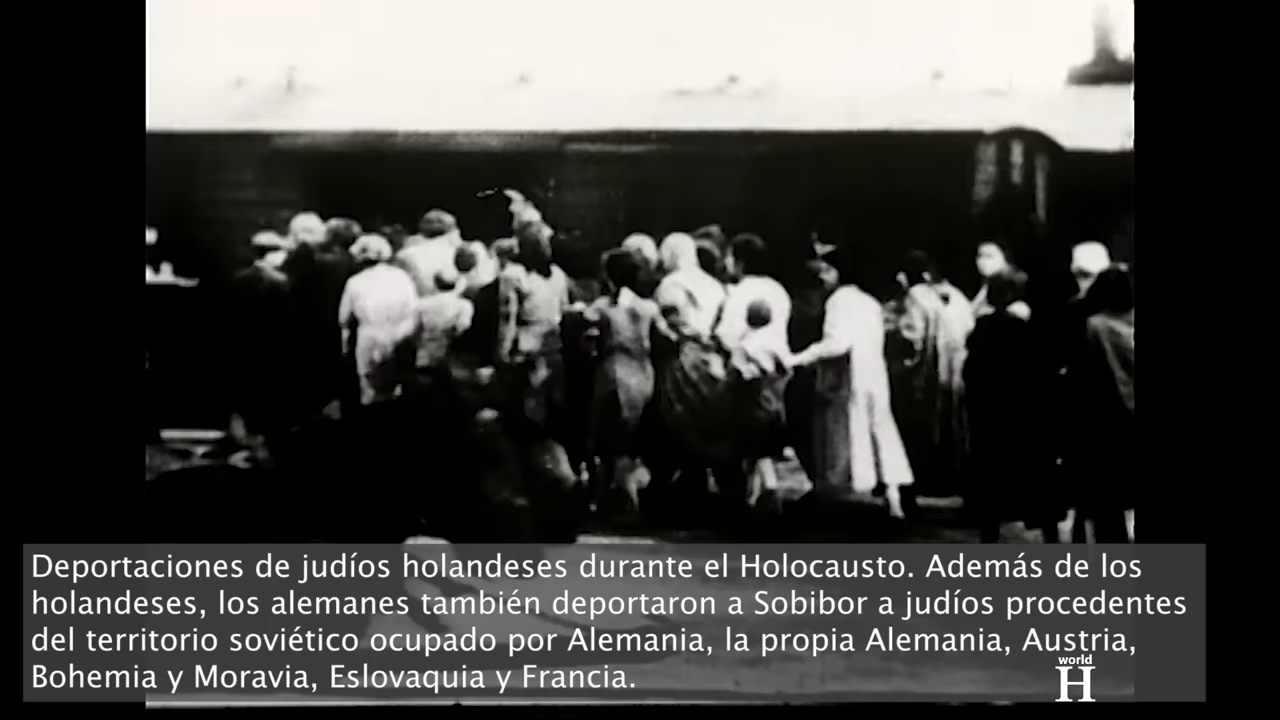 Deportaciones de judíos holandeses durante el Holocausto. Además de los
holandeses, los alemanes también deportaron a Sobibor a judíos procedentes
del territorio soviético ocupado por Alemania, la propia Alemania, Austria,
Bohemia y Moravia, Eslovaquia y Francia.
world
H